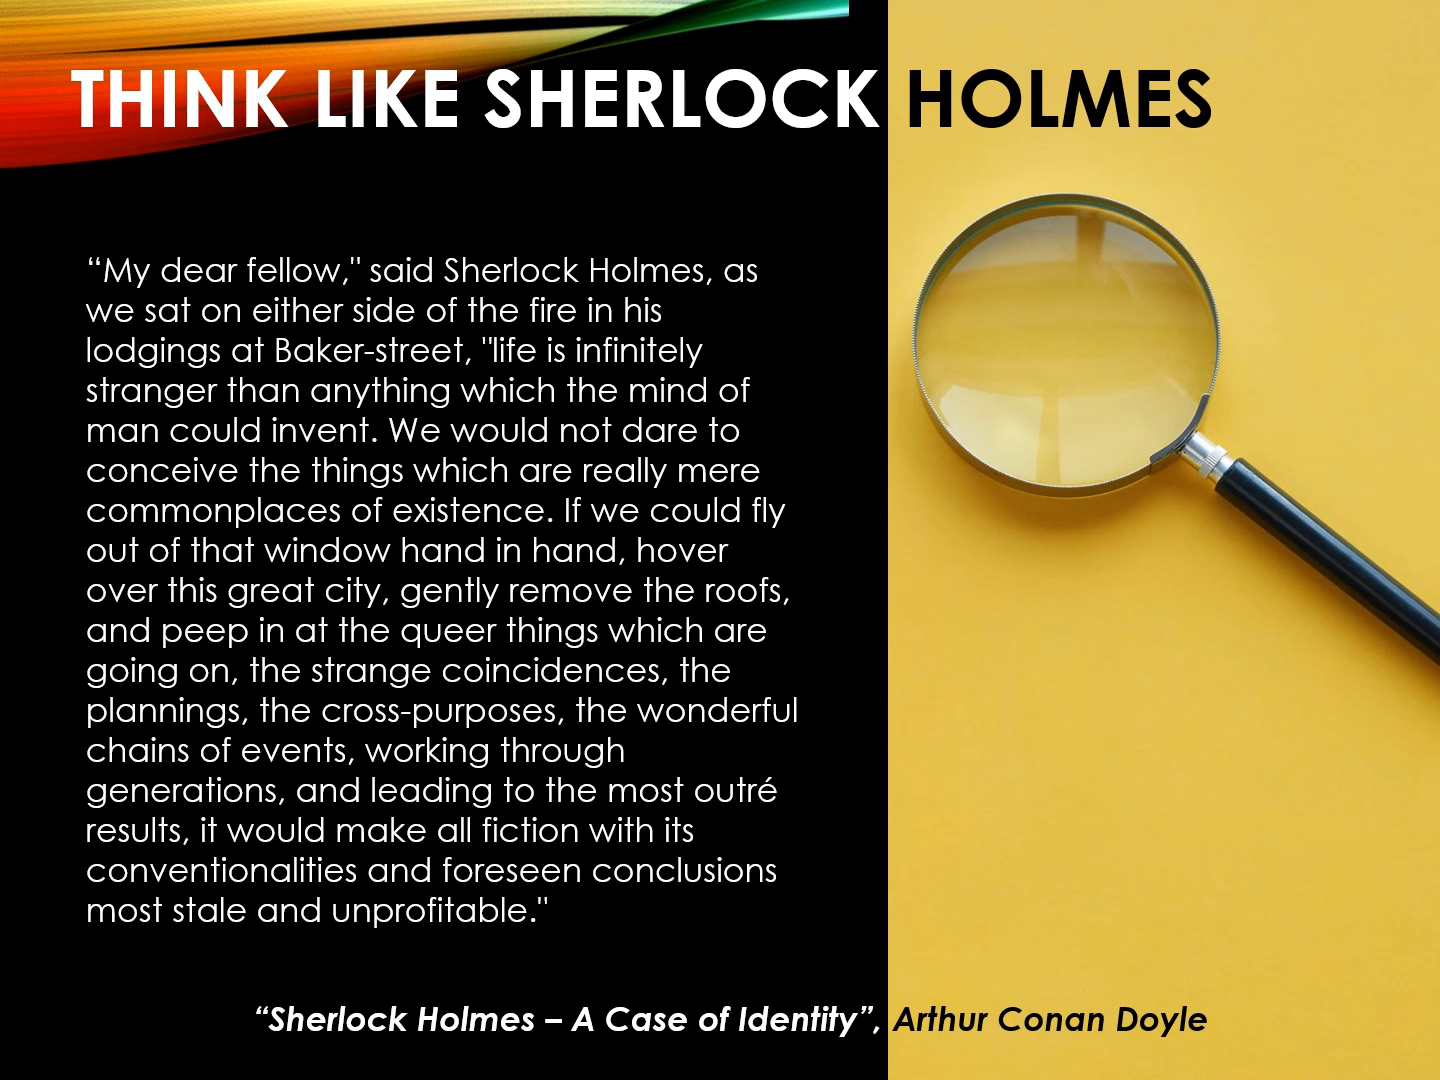 THINK LIKE SHERLOCK HOLMES
“My dear fellow," said Sherlock Holmes, as
we sat on either side of the fire in his
lodgings at Baker-street, "life is infinitely
stranger than anything which the mind of
man could invent. We would not dare to
conceive the things which are really mere
commonplaces of existence. If we could fly
out of that window hand in hand, hover
over this great city, gently remove the roofs,
and peep in at the queer things which are
going on, the strange coincidences, the
plannings, the cross-purposes, the wonderful
chains of events, working through
generations, and leading to the most outré
results, it would make all fiction with its
conventionalities and foreseen conclusions
most stale and unprofitable."
“Sherlock Holmes – A Case of Identity”, Arthur Conan Doyle